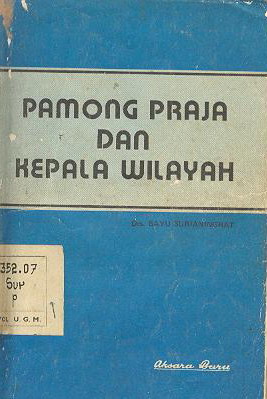 PAMONG PRAJA
DAN
KEPALA WILAYAH
Drs. BAYU SURIANINGRAT
352.07
Sur
p
U. G. M.
Aksara Baru